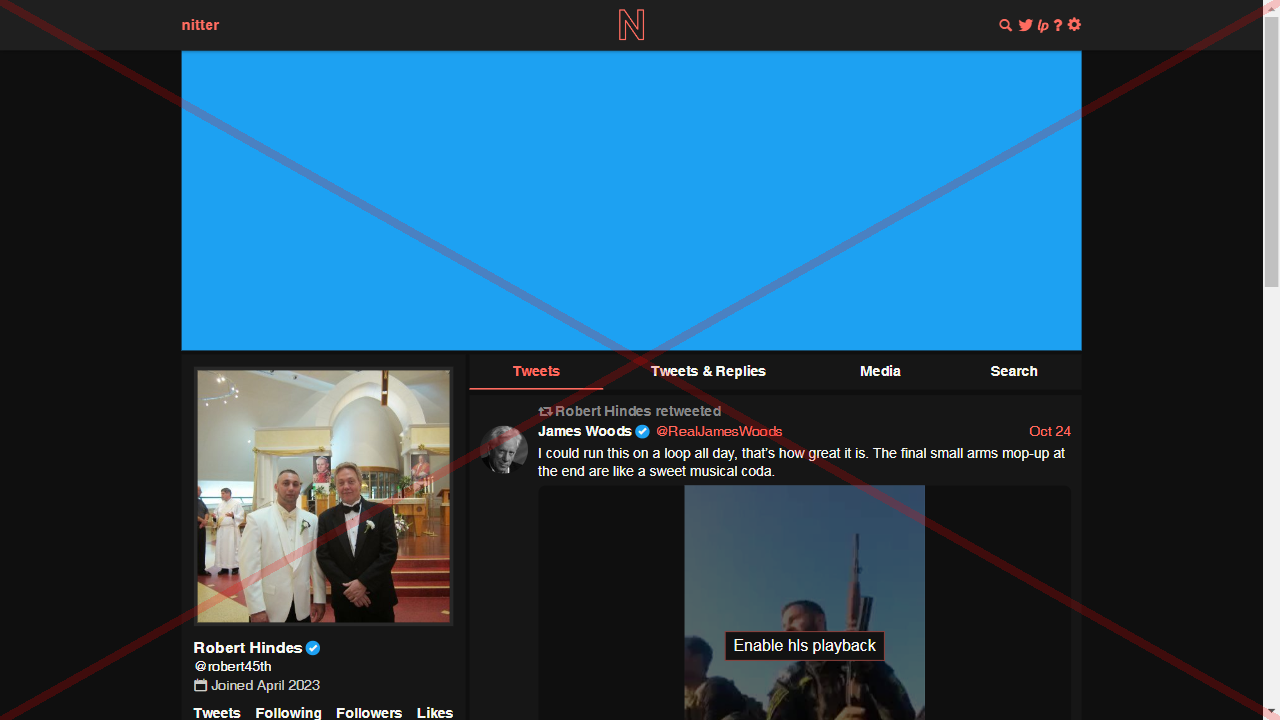 nitter
N
lp ?
Tweets
Tweets & Replies
Media
Search
Robert Hindes retweeted
James Woods @RealJamesWoods Oct 24
I could run this on a loop all day, that's how great it is. The final small arms mop-up at
the end are like a sweet musical coda.
Enable hls playback
Robert Hindes
@robert45th
Joined April 2023
Tweets Following Followers Likes